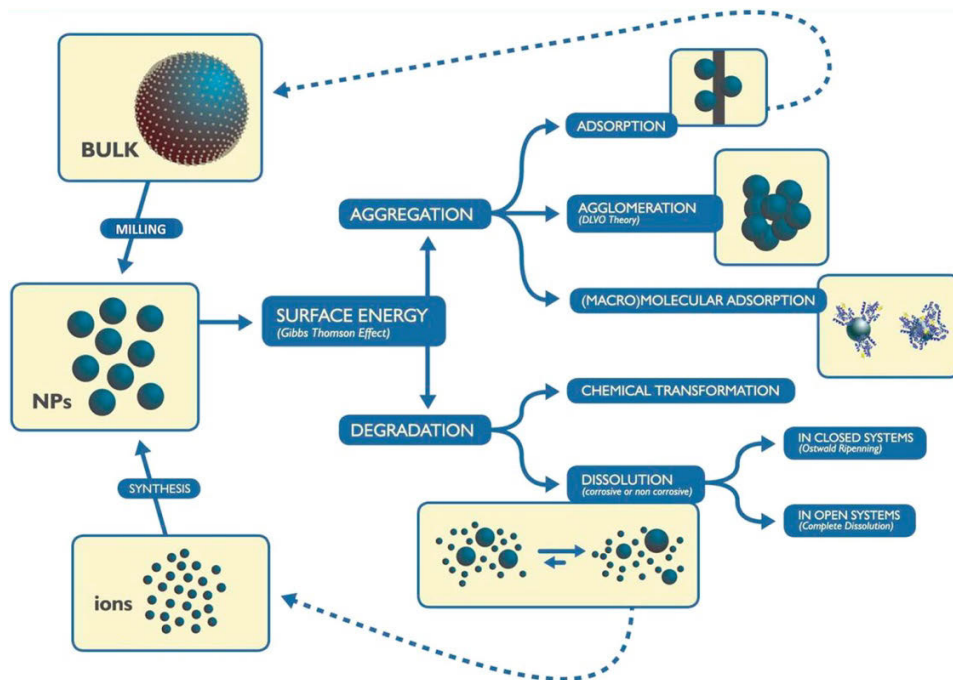 BULK
MILLING
NPs
SYNTHESIS
ions
SURFACE ENERGY
(Gibbs Thomson Effect)
AGGREGATION
ADSORPTION
AGGLOMERATION
(DLVO Theory)
(MACRO)MOLECULAR ADSORPTION
DEGRADATION
CHEMICAL TRANSFORMATION
DISSOLUTION
(corrosive or non corrosive)
IN CLOSED SYSTEMS
(Ostwald Ripenning)
IN OPEN SYSTEMS
(Complete Dissolution)